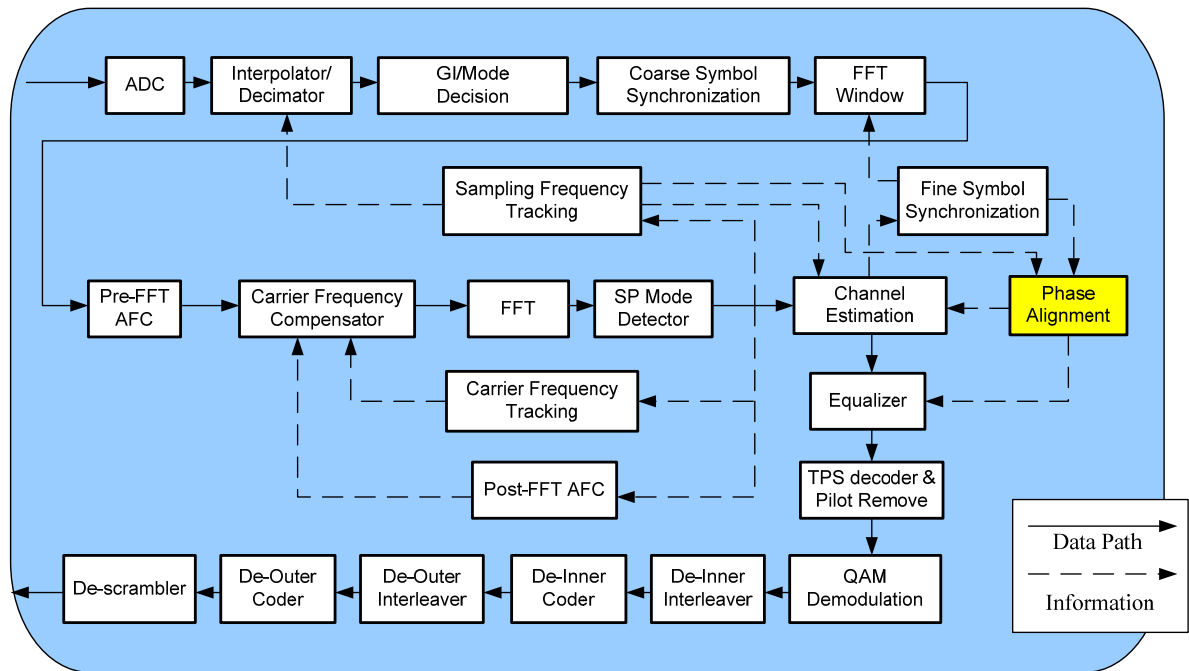 ADC
Interpolator/
Decimator
GI/Mode
Decision
Coarse Symbol
Synchronization
FFT
Window
Sampling Frequency
Tracking
Fine Symbol
Synchronization
Pre-FFT
AFC
Carrier Frequency
Compensator
FFT
SP Mode
Detector
Channel
Estimation
Phase
Alignment
Carrier Frequency
Tracking
Equalizer
Post-FFT AFC
TPS decoder &
Pilot Remove
De-scrambler
De-Outer
Coder
De-Outer
Interleaver
De-Inner
Coder
De-Inner
Interleaver
QAM
Demodulation
Data Path
Information